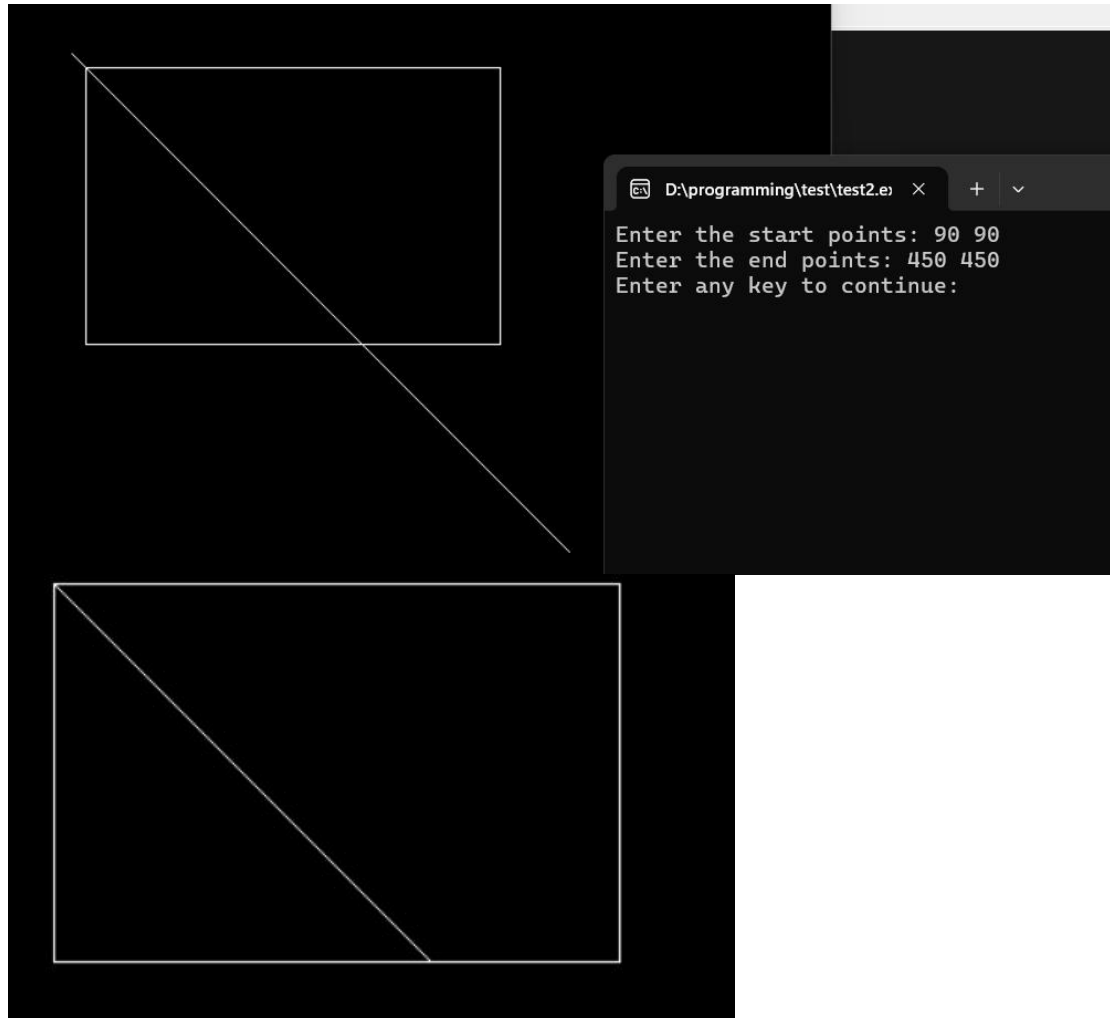 D:\programming\test\test2.e
Enter the start points: 90 90
Enter the end points: 450 450
Enter any key to continue: